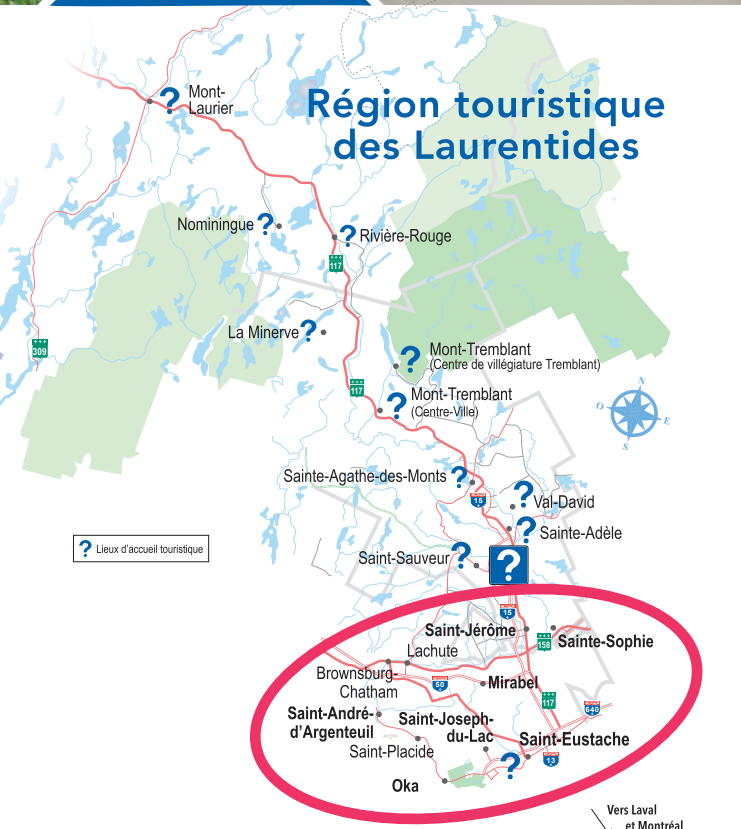 Région touristique
des Laurentides
?
Mont-
Laurier
Nominingue ?
? Rivière-Rouge
117
La Minerve ?
309
? Mont-Tremblant
(Centre de villégiature Tremblant)
117
? Mont-Tremblant
(Centre-Ville)
N
O
E
S
Sainte-Agathe-des-Monts ?
15
? Val-David
? Sainte-Adèle
? Lieux d'accueil touristique
Saint-Sauveur ?
?
15
Saint-Jérôme
158
Sainte-Sophie
Lachute
Brownsburg-
Chatham
50
Mirabel
117
640
Saint-André-
d'Argenteuil
Saint-Joseph-
du-Lac
Saint-Placide
Saint-Eustache
?
13
Oka
Vers Laval
et Montréal